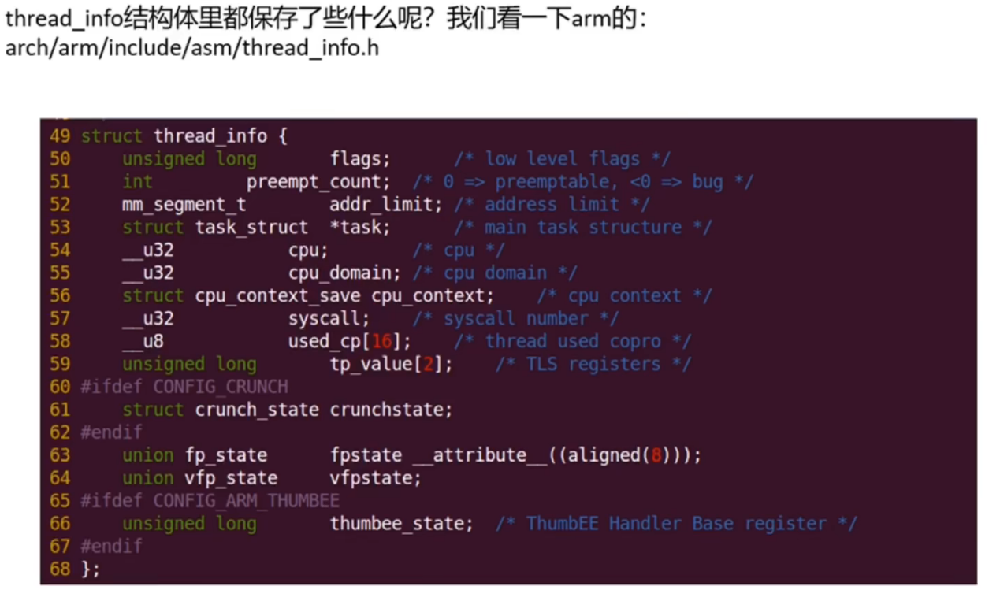 thread_info结构体里都保存了些什么呢？我们看一下arm的：
arch/arm/include/asm/thread_info.h
49 struct thread_info {
50     unsigned long       flags;      /* low level flags */
51     int         preempt_count;  /* 0 => preemptable, <0 => bug */
52     mm_segment_t        addr_limit; /* address limit */
53     struct task_struct  *task;      /* main task structure */
54     __u32           cpu;        /* cpu */
55     __u32           cpu_domain; /* cpu domain */
56     struct cpu_context_save cpu_context;    /* cpu context */
57     __u32           syscall;    /* syscall number */
58     __u8            used_cp[16];    /* thread used copro */
59     unsigned long       tp_value[2];    /* TLS registers */
60 #ifdef CONFIG_CRUNCH
61     struct crunch_state crunchstate;
62 #endif
63     union fp_state      fpstate __attribute__((aligned(8)));
64     union vfp_state     vfpstate;
65 #ifdef CONFIG_ARM_THUMBEE
66     unsigned long       thumbee_state;  /* ThumbEE Handler Base register */
67 #endif
68 };